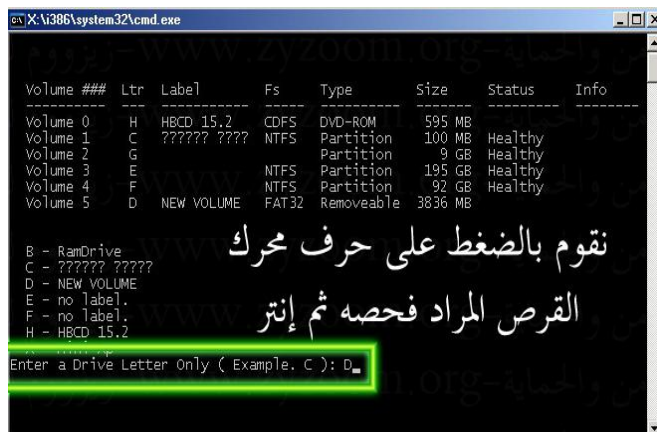 X:\i386\system32\cmd.exe
Volume ### Ltr Label Fs Type Size Status Info
---------- --- ----------- ----- ---------- ------- --------- --------
Volume 0 H HBCD 15.2 CDFS DVD-ROM 595 MB
Volume 1 C ?????? ???? NTFS Partition 100 MB Healthy
Volume 2 G Partition 9 GB Healthy
Volume 3 E NTFS Partition 195 GB Healthy
Volume 4 F NTFS Partition 92 GB Healthy
Volume 5 D NEW VOLUME FAT32 Removeable 3836 MB
نقوم بالضغط على حرف محرك
القرص المراد فحصه ثم إنتر
B - RamDrive
C - ?????? ?????
D - NEW VOLUME
E - no label.
F - no label.
H - HBCD 15.2
Enter a Drive Letter Only ( Example. C ): D_